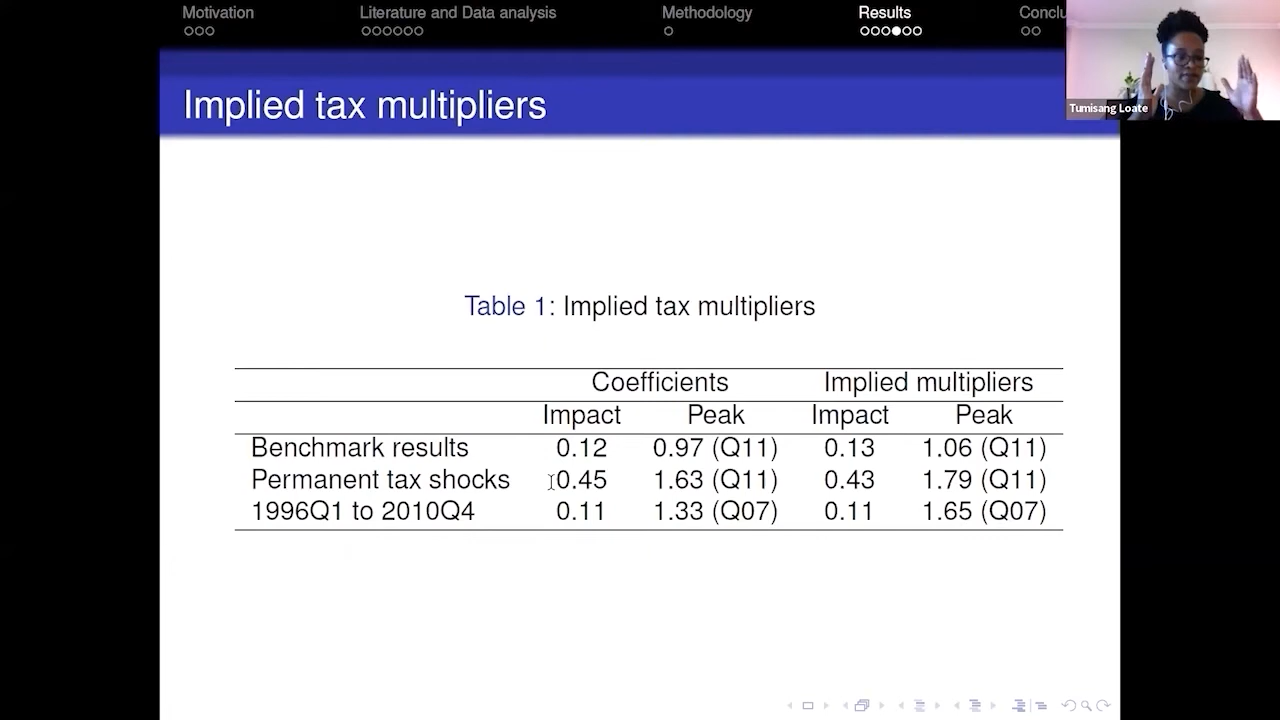 Motivation Literature and Data analysis Methodology Results Conclu
Tumisang Loate
Implied tax multipliers
Table 1: Implied tax multipliers
Coefficients Implied multipliers
Impact Peak Impact Peak
Benchmark results 0.12 0.97 (Q11) 0.13 1.06 (Q11)
Permanent tax shocks 0.45 1.63 (Q11) 0.43 1.79 (Q11)
1996Q1 to 2010Q4 0.11 1.33 (Q07) 0.11 1.65 (Q07)